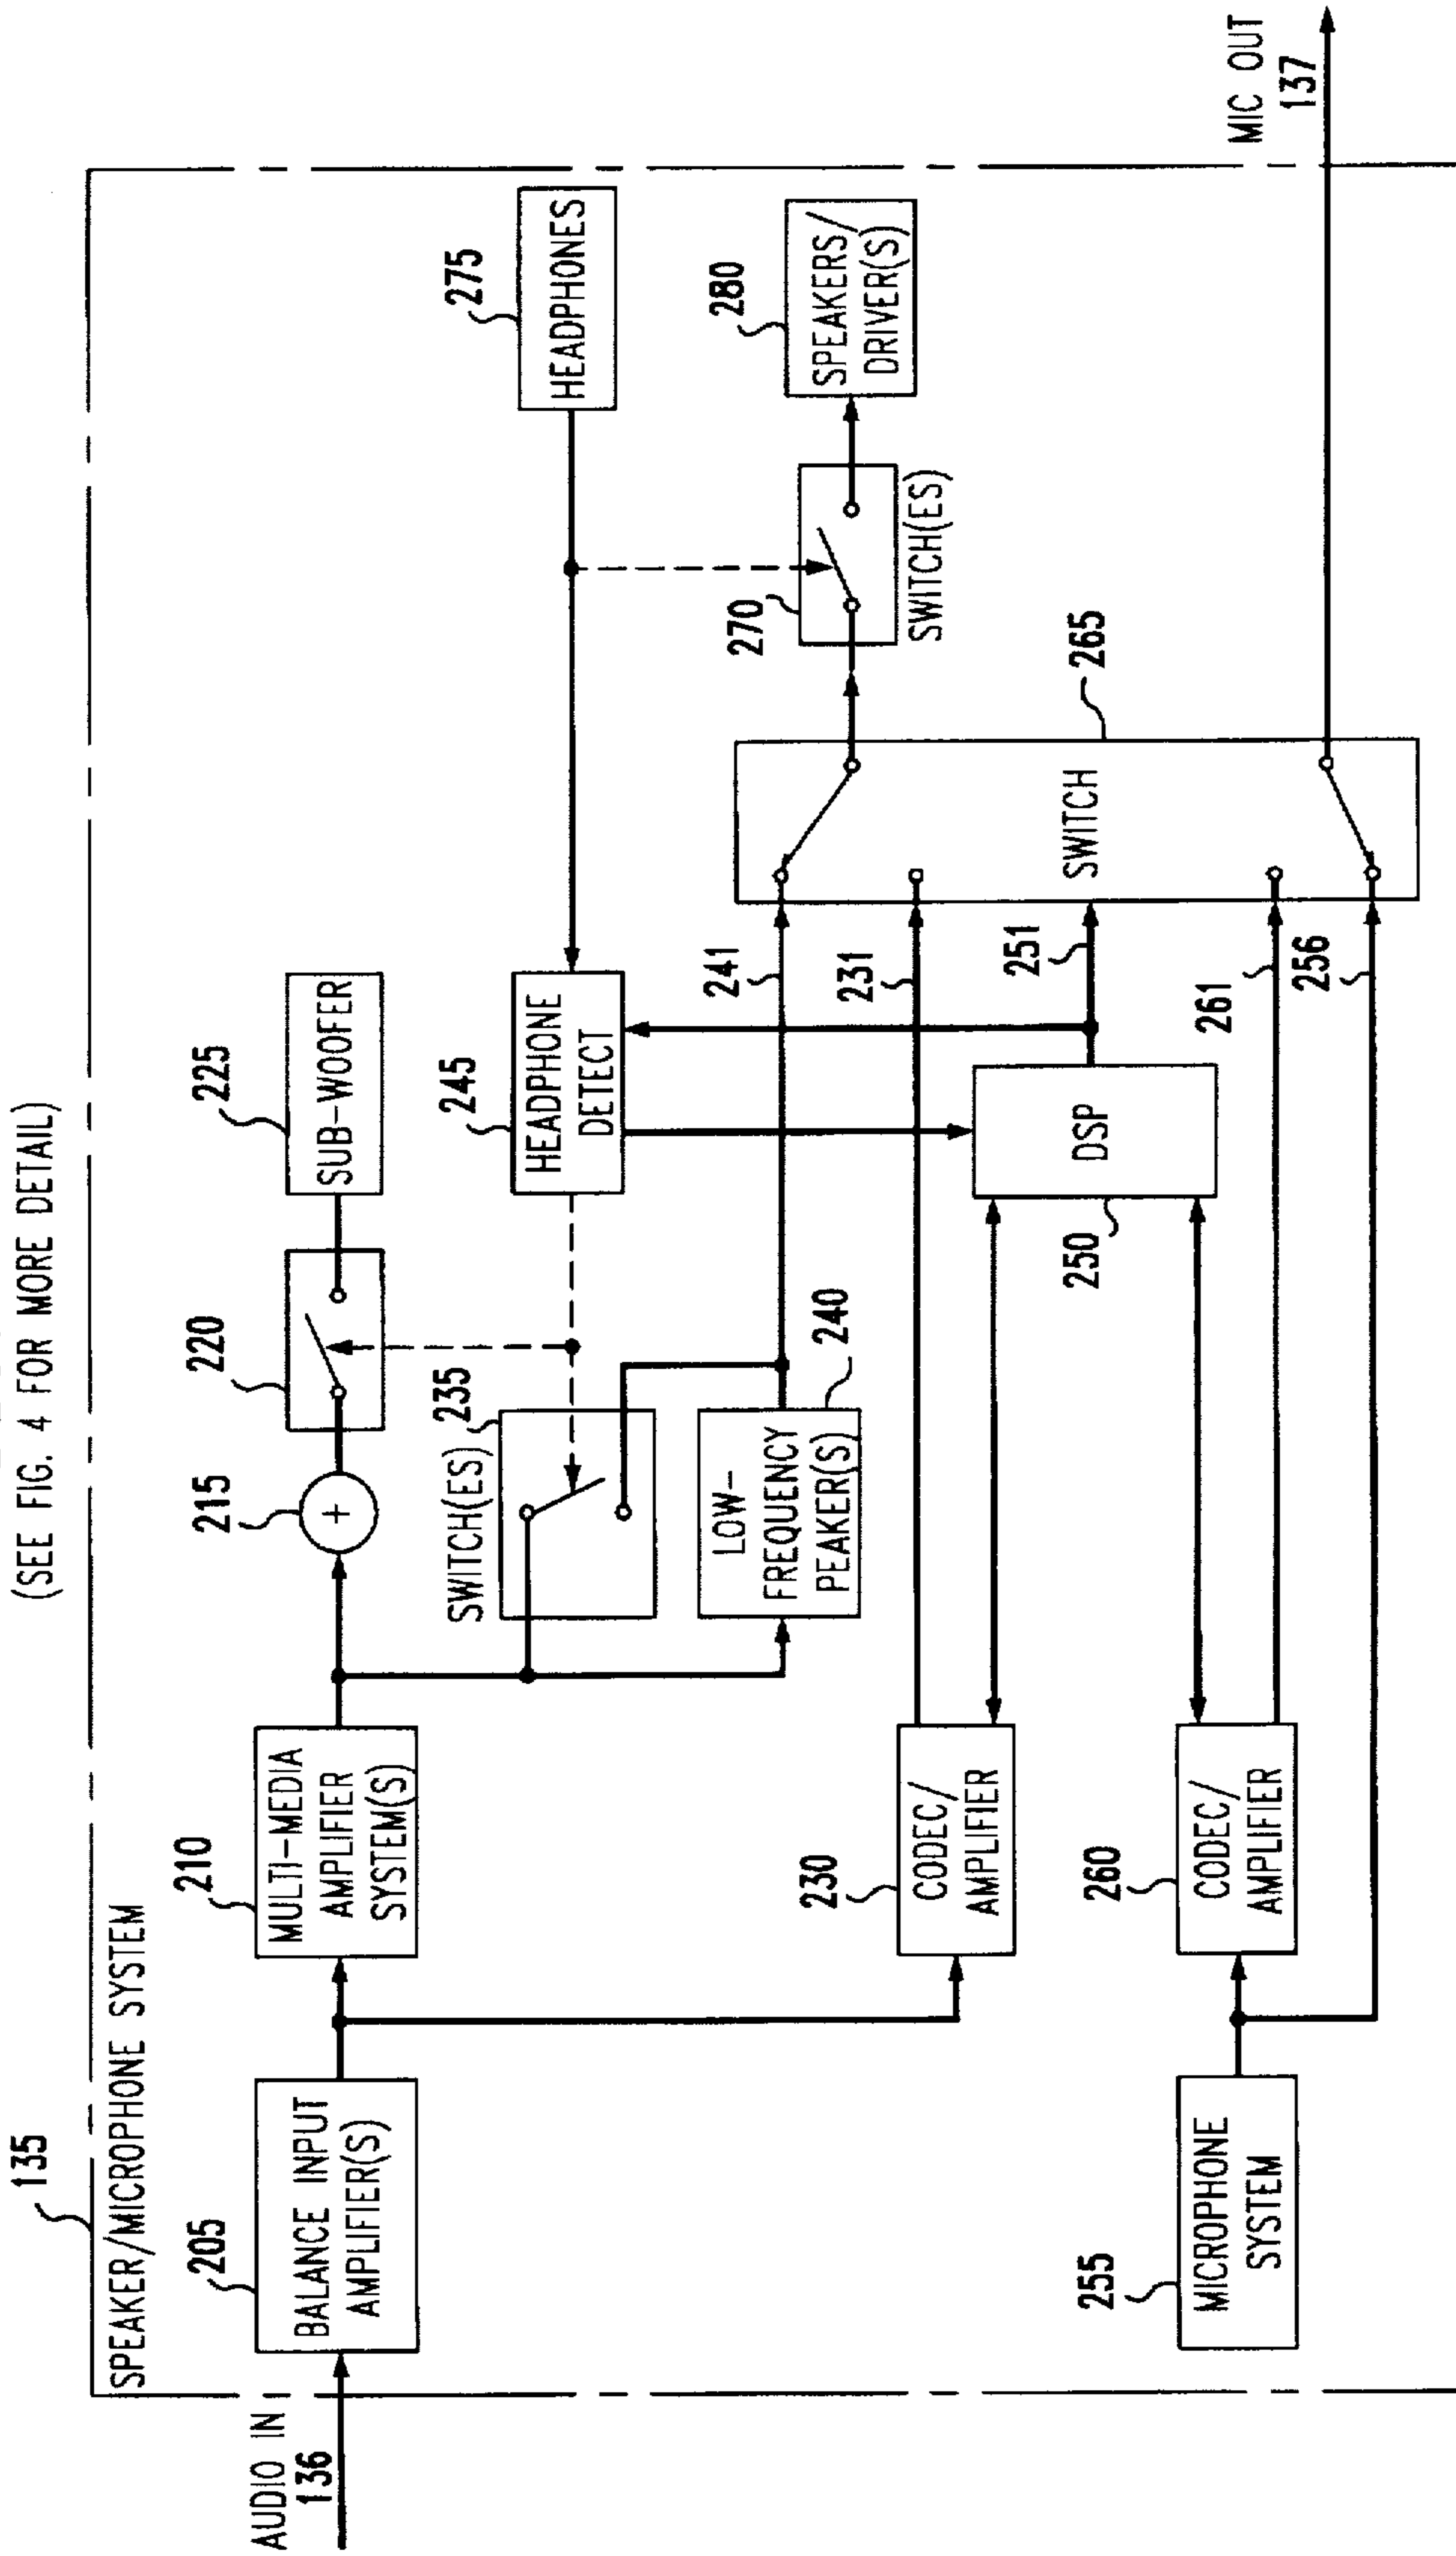 (SEE FIG. 4 FOR MORE DETAIL)
135
SPEAKER/MICROPHONE SYSTEM
AUDIO IN
136
205
BALANCE INPUT
AMPLIFIER(S)
210
MULTI-MEDIA
AMPLIFIER
SYSTEM(S)
215
+
220
225
SUB-WOOFER
SWITCH(ES)
235
LOW-
FREQUENCY
PEAKER(S)
240
245
HEADPHONE
DETECT
275
HEADPHONES
241
231
230
CODEC/
AMPLIFIER
250
DSP
251
SWITCH
265
270
SWITCH(ES)
280
SPEAKERS/
DRIVER(S)
255
MICROPHONE
SYSTEM
260
CODEC/
AMPLIFIER
261
256
MIC OUT
137